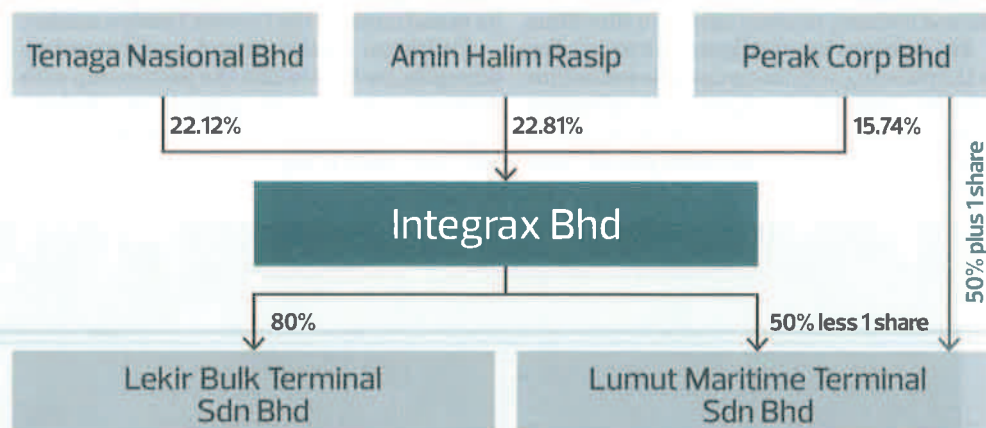 Tenaga Nasional Bhd
Amin Halim Rasip
Perak Corp Bhd
22.12%
22.81%
15.74%
50% plus 1 share
Integrax Bhd
80%
50% less 1 share
Lekir Bulk Terminal
Sdn Bhd
Lumut Maritime Terminal
Sdn Bhd